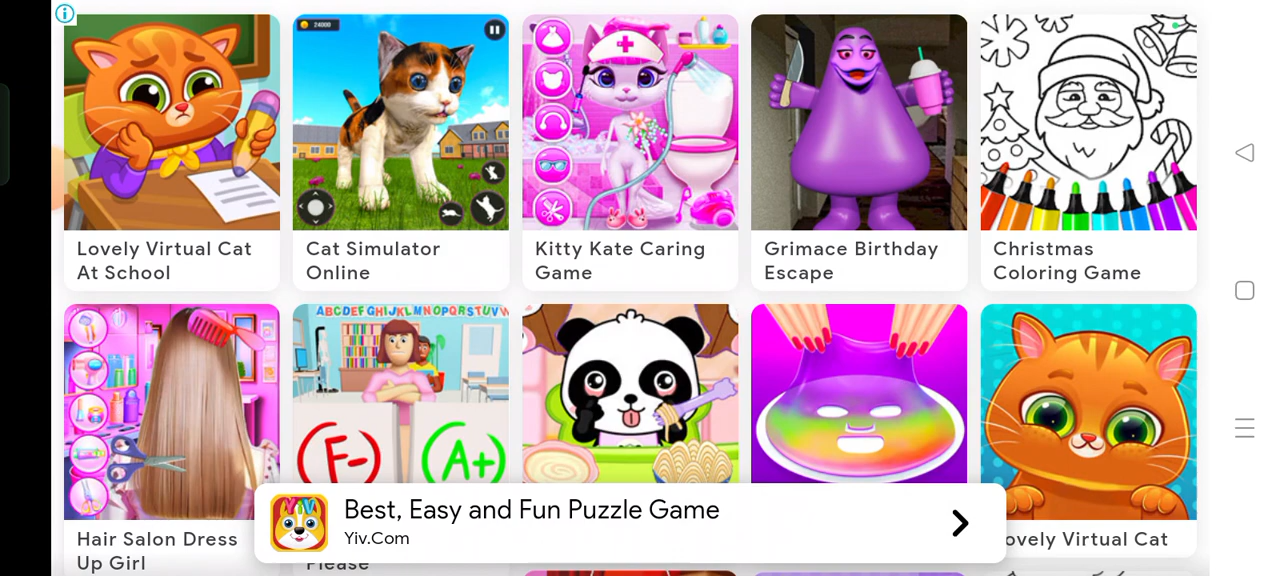 24000
Lovely Virtual Cat
At School
Cat Simulator
Online
Kitty Kate Caring
Game
Grimace Birthday
Escape
Christmas
Coloring Game
ABCDEFGHIJKLMNOPQRSTUVW
F-
A+
Hair Salon Dress
Up Girl
Please
ovely Virtual Cat
YIV
Best, Easy and Fun Puzzle Game
Yiv.Com